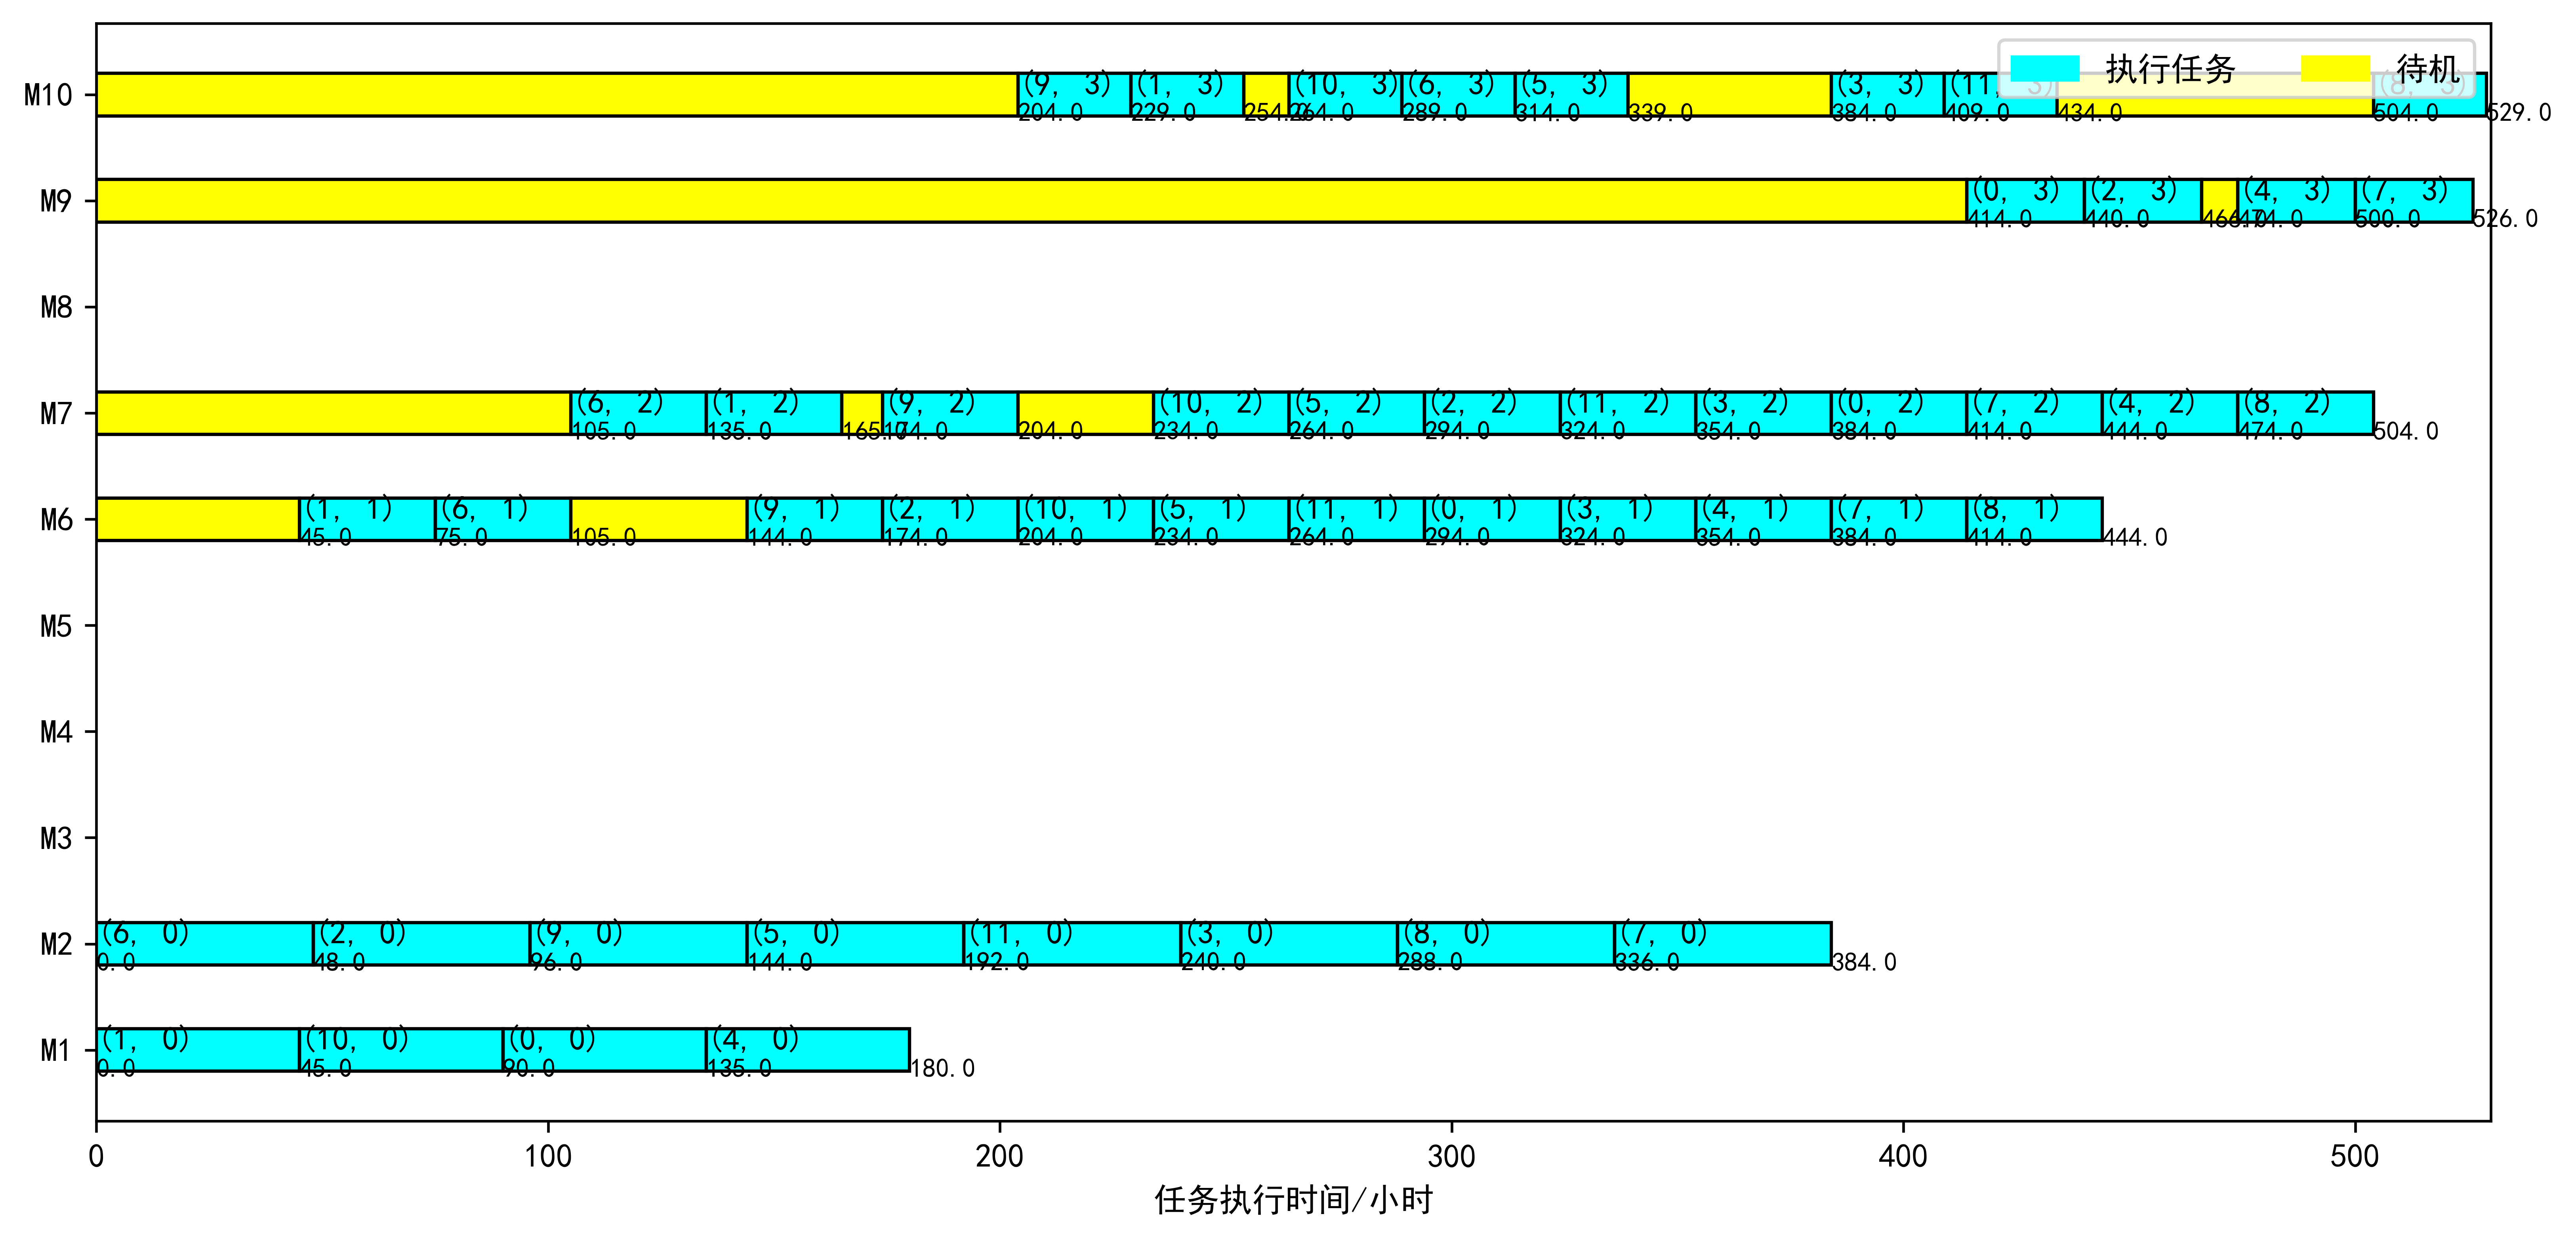 执行任务 待机
M10 (9, 3) (1, 3) (10, 3) (6, 3) (5, 3) (3, 3) (11, 3) (8, 3)
204.0 229.0 254.0 264.0 289.0 314.0 339.0 384.0 409.0 434.0 504.0 529.0
M9 (0, 3) (2, 3) (4, 3) (7, 3)
414.0 440.0 466.0 474.0 500.0 526.0
M8
M7 (6, 2) (1, 2) (9, 2) (10, 2) (5, 2) (2, 2) (11, 2) (3, 2) (0, 2) (7, 2) (4, 2) (8, 2)
105.0 135.0 165.0 174.0 204.0 234.0 264.0 294.0 324.0 354.0 384.0 414.0 444.0 474.0 504.0
M6 (1, 1) (6, 1) (9, 1) (2, 1) (10, 1) (5, 1) (11, 1) (0, 1) (3, 1) (4, 1) (7, 1) (8, 1)
45.0 75.0 105.0 144.0 174.0 204.0 234.0 264.0 294.0 324.0 354.0 384.0 414.0 444.0
M5
M4
M3
M2 (6, 0) (2, 0) (9, 0) (5, 0) (11, 0) (3, 0) (8, 0) (7, 0)
0.0 48.0 96.0 144.0 192.0 240.0 288.0 336.0 384.0
M1 (1, 0) (10, 0) (0, 0) (4, 0)
0.0 45.0 90.0 135.0 180.0
0 100 200 300 400 500
任务执行时间/小时